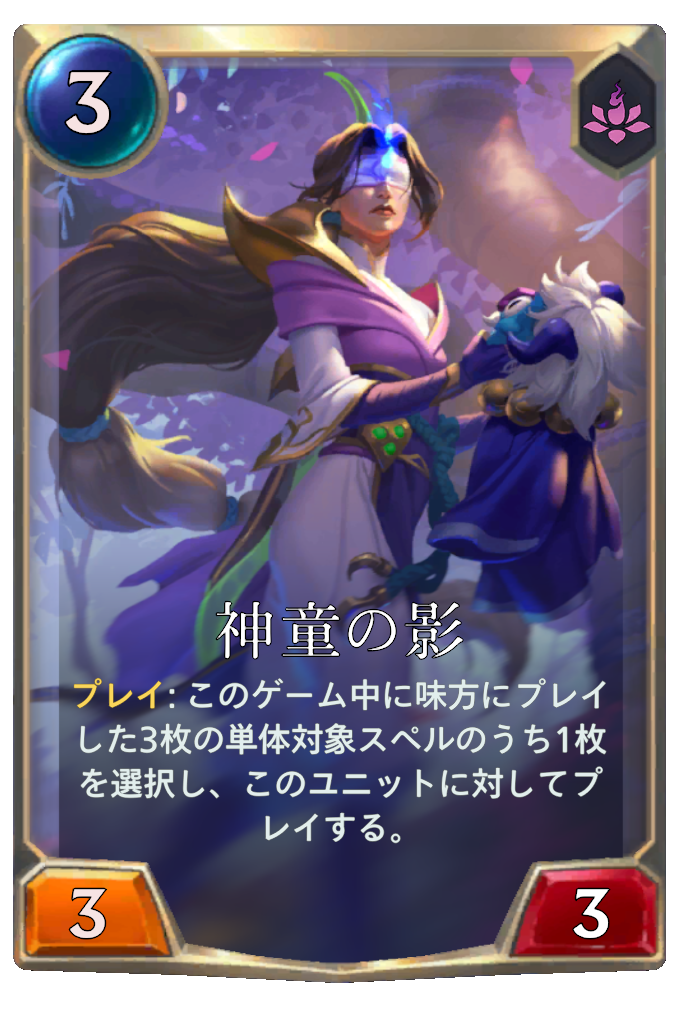 3
神童の影
プレイ: このゲーム中に味方にプレイ
した3枚の単体対象スペルのうち1枚
を選択し、このユニットに対してプ
レイする。
3
3